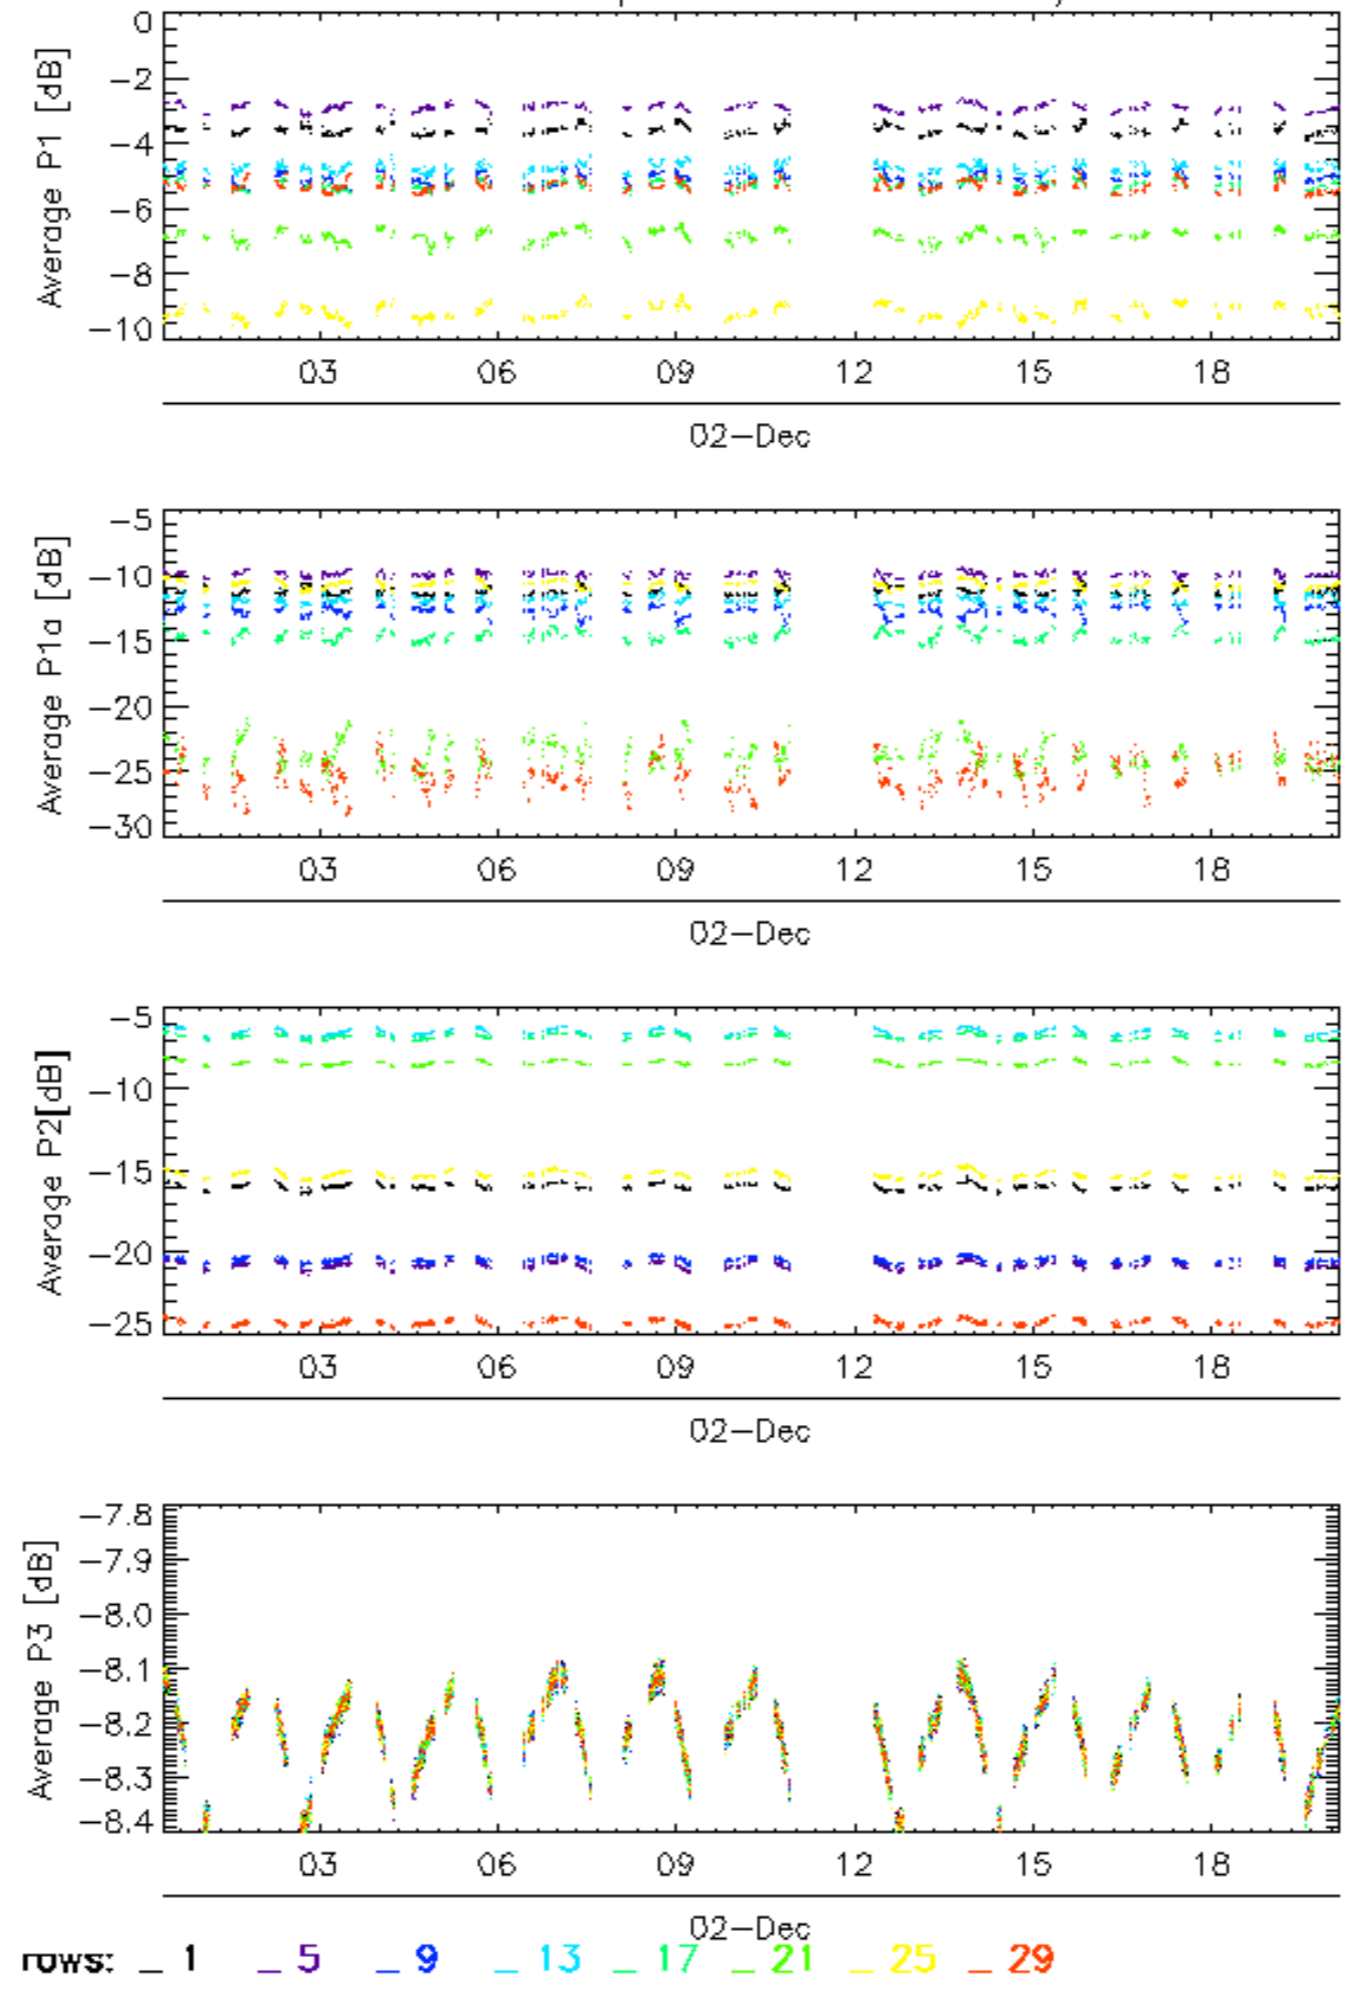 0
−2
−4
−6
−8
−10
Average P1 [dB]
03 06 09 12 15 18
02−Dec
−5
−10
−15
−20
−25
−30
Average P1a [dB]
03 06 09 12 15 18
02−Dec
−5
−10
−15
−20
−25
Average P2[dB]
03 06 09 12 15 18
02−Dec
−7.8
−7.9
−8.0
−8.1
−8.2
−8.3
−8.4
Average P3 [dB]
03 06 09 12 15 18
02−Dec
rows: _ 1 _ 5 _ 9 _ 13 _ 17 _ 21 _ 25 _ 29